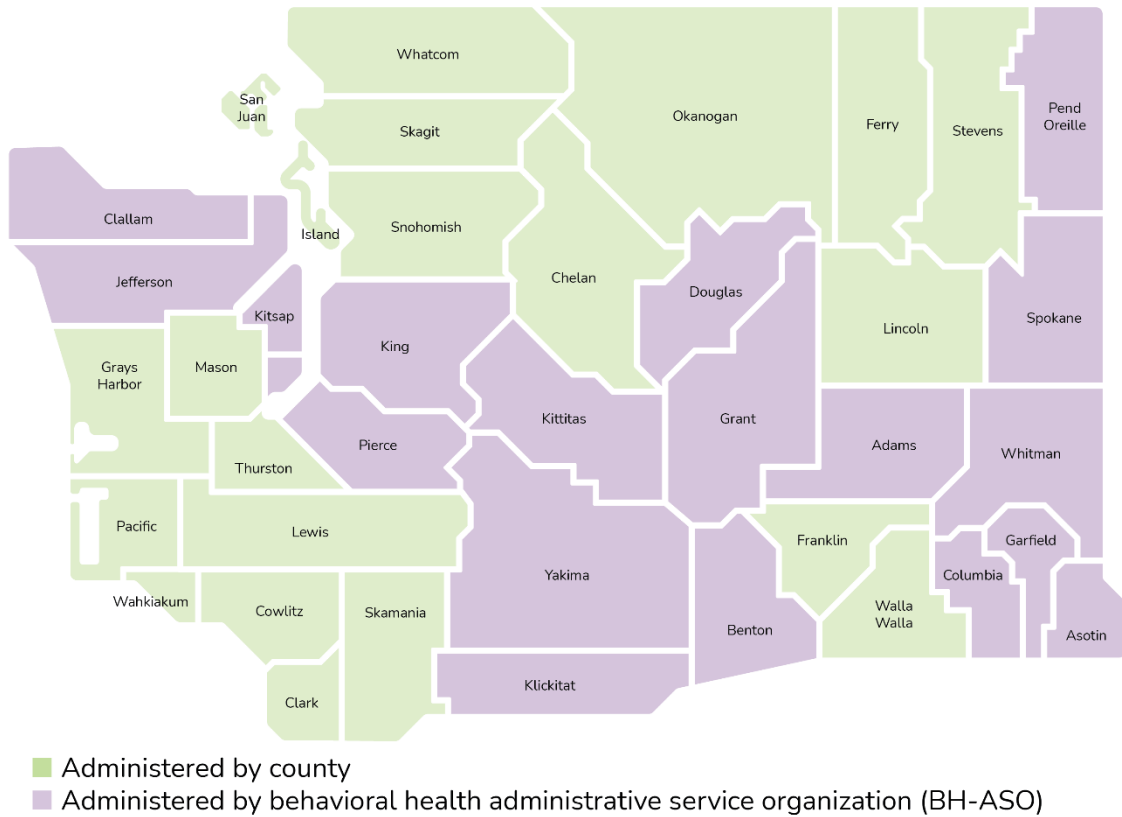 Whatcom
San
Juan
Skagit
Okanogan
Ferry
Stevens
Pend
Oreille
Clallam
Island
Snohomish
Jefferson
Chelan
Douglas
Kitsap
King
Lincoln
Spokane
Grays
Harbor
Mason
Kittitas
Grant
Adams
Whitman
Pierce
Thurston
Pacific
Lewis
Franklin
Garfield
Yakima
Columbia
Wahkiakum
Cowlitz
Skamania
Benton
Walla
Walla
Asotin
Klickitat
Clark
Administered by county
Administered by behavioral health administrative service organization (BH-ASO)